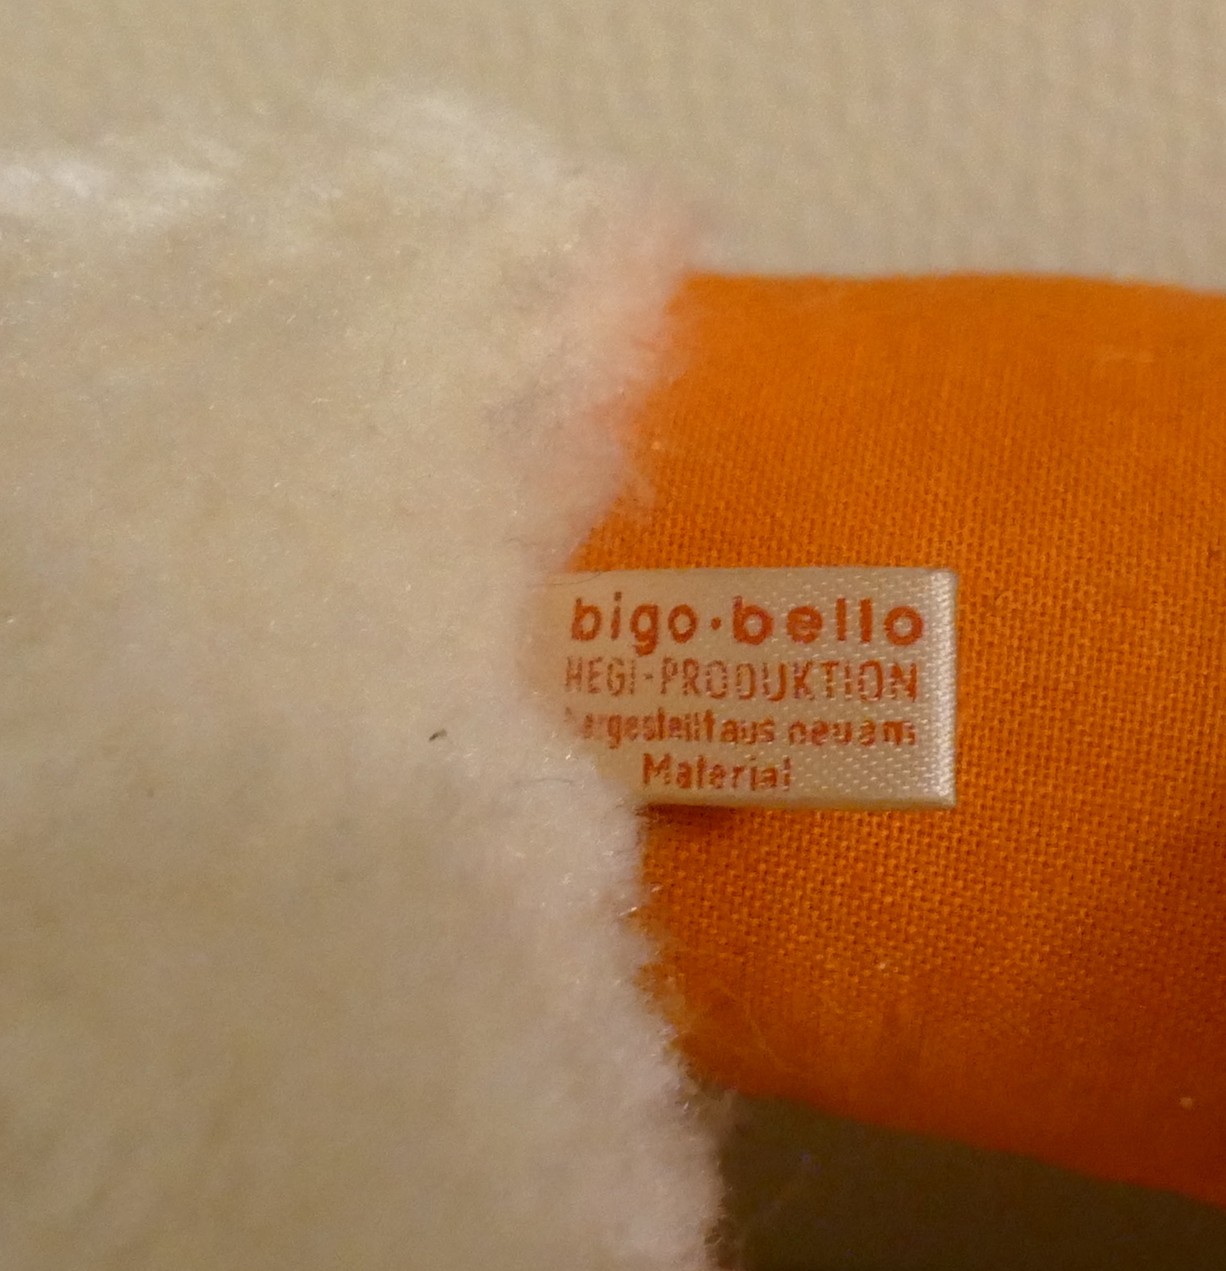 bigo·bello
HEGI-PRODUKTION
hergestellt aus neuem
Material